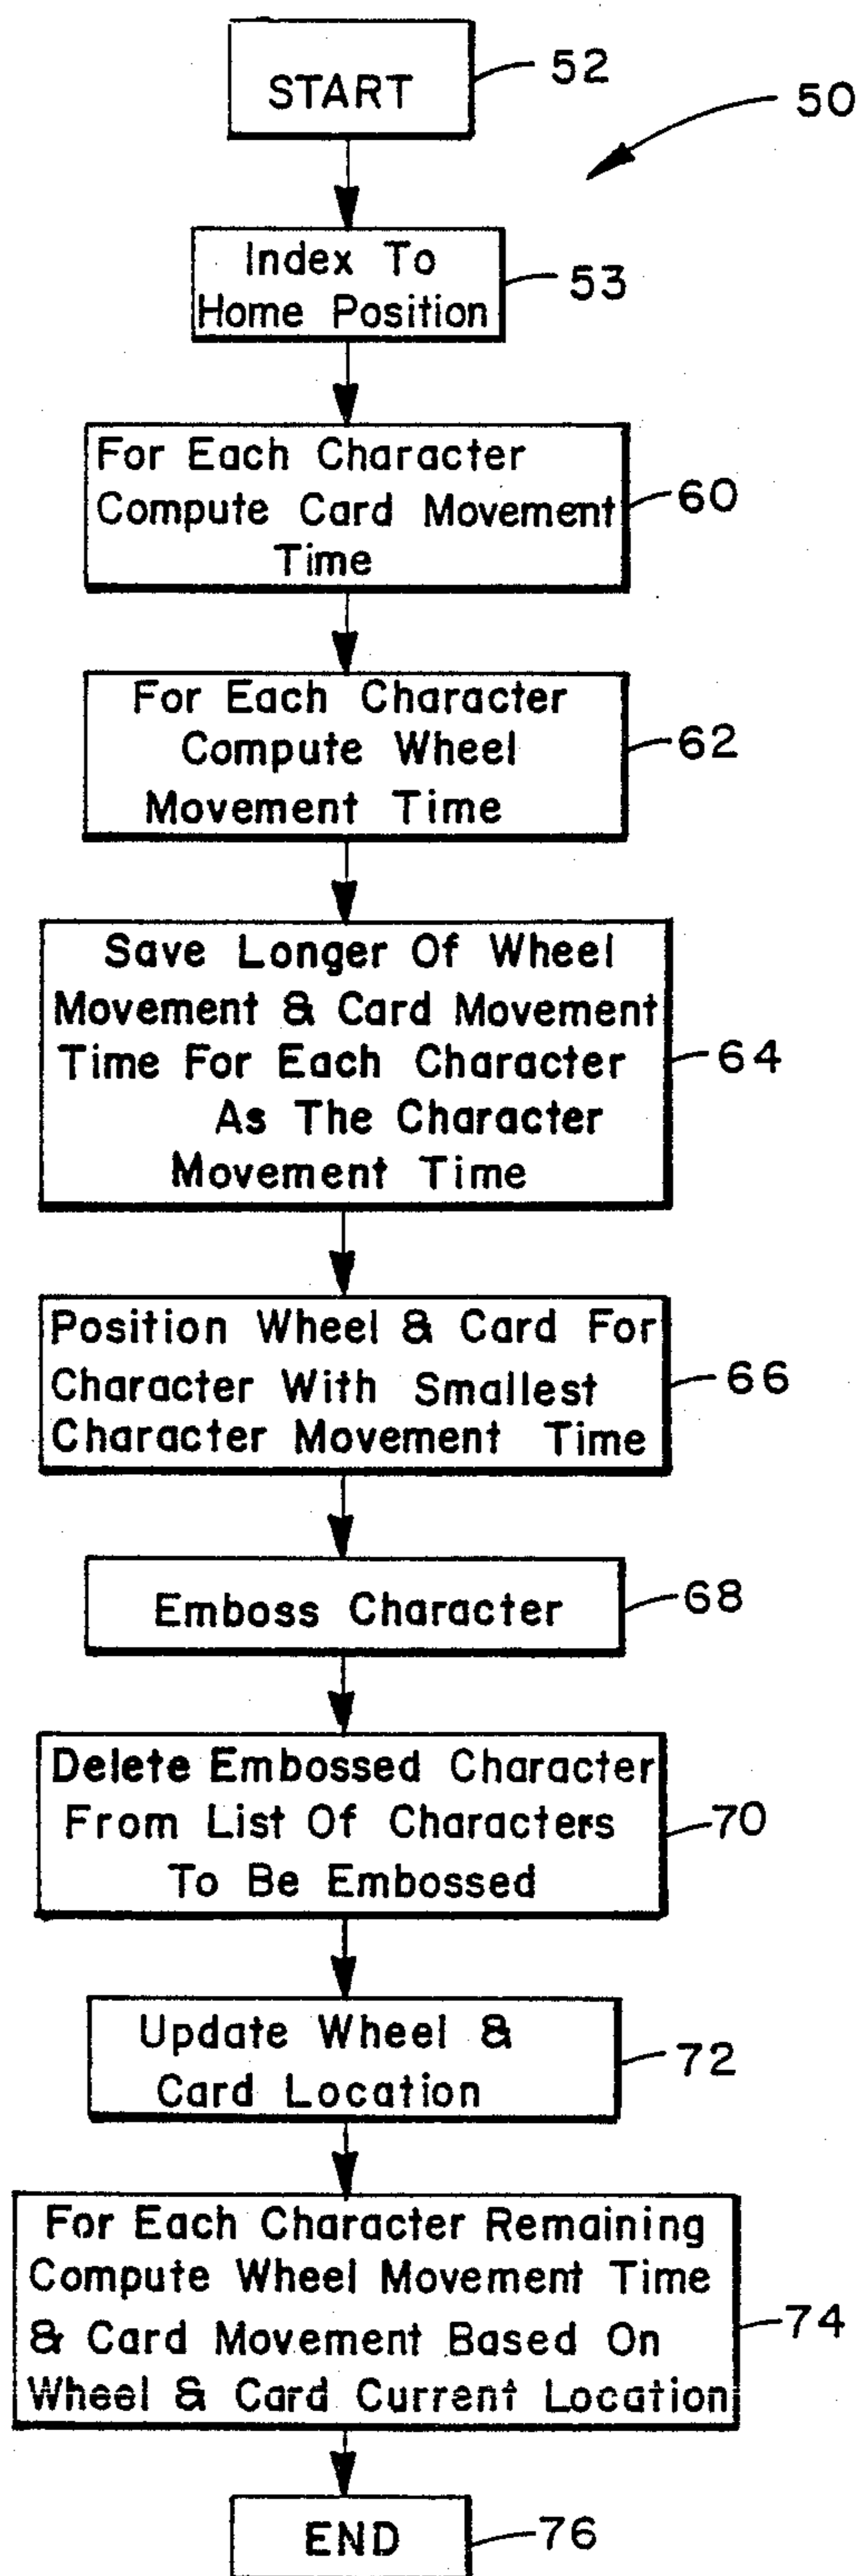 START
52
50
Index To
Home Position
53
For Each Character
Compute Card Movement
Time
60
For Each Character
Compute Wheel
Movement Time
62
Save Longer Of Wheel
Movement & Card Movement
Time For Each Character
As The Character
Movement Time
64
Position Wheel & Card For
Character With Smallest
Character Movement Time
66
Emboss Character
68
Delete Embossed Character
From List Of Characters
To Be Embossed
70
Update Wheel &
Card Location
72
For Each Character Remaining
Compute Wheel Movement Time
& Card Movement Based On
Wheel & Card Current Location
74
END
76